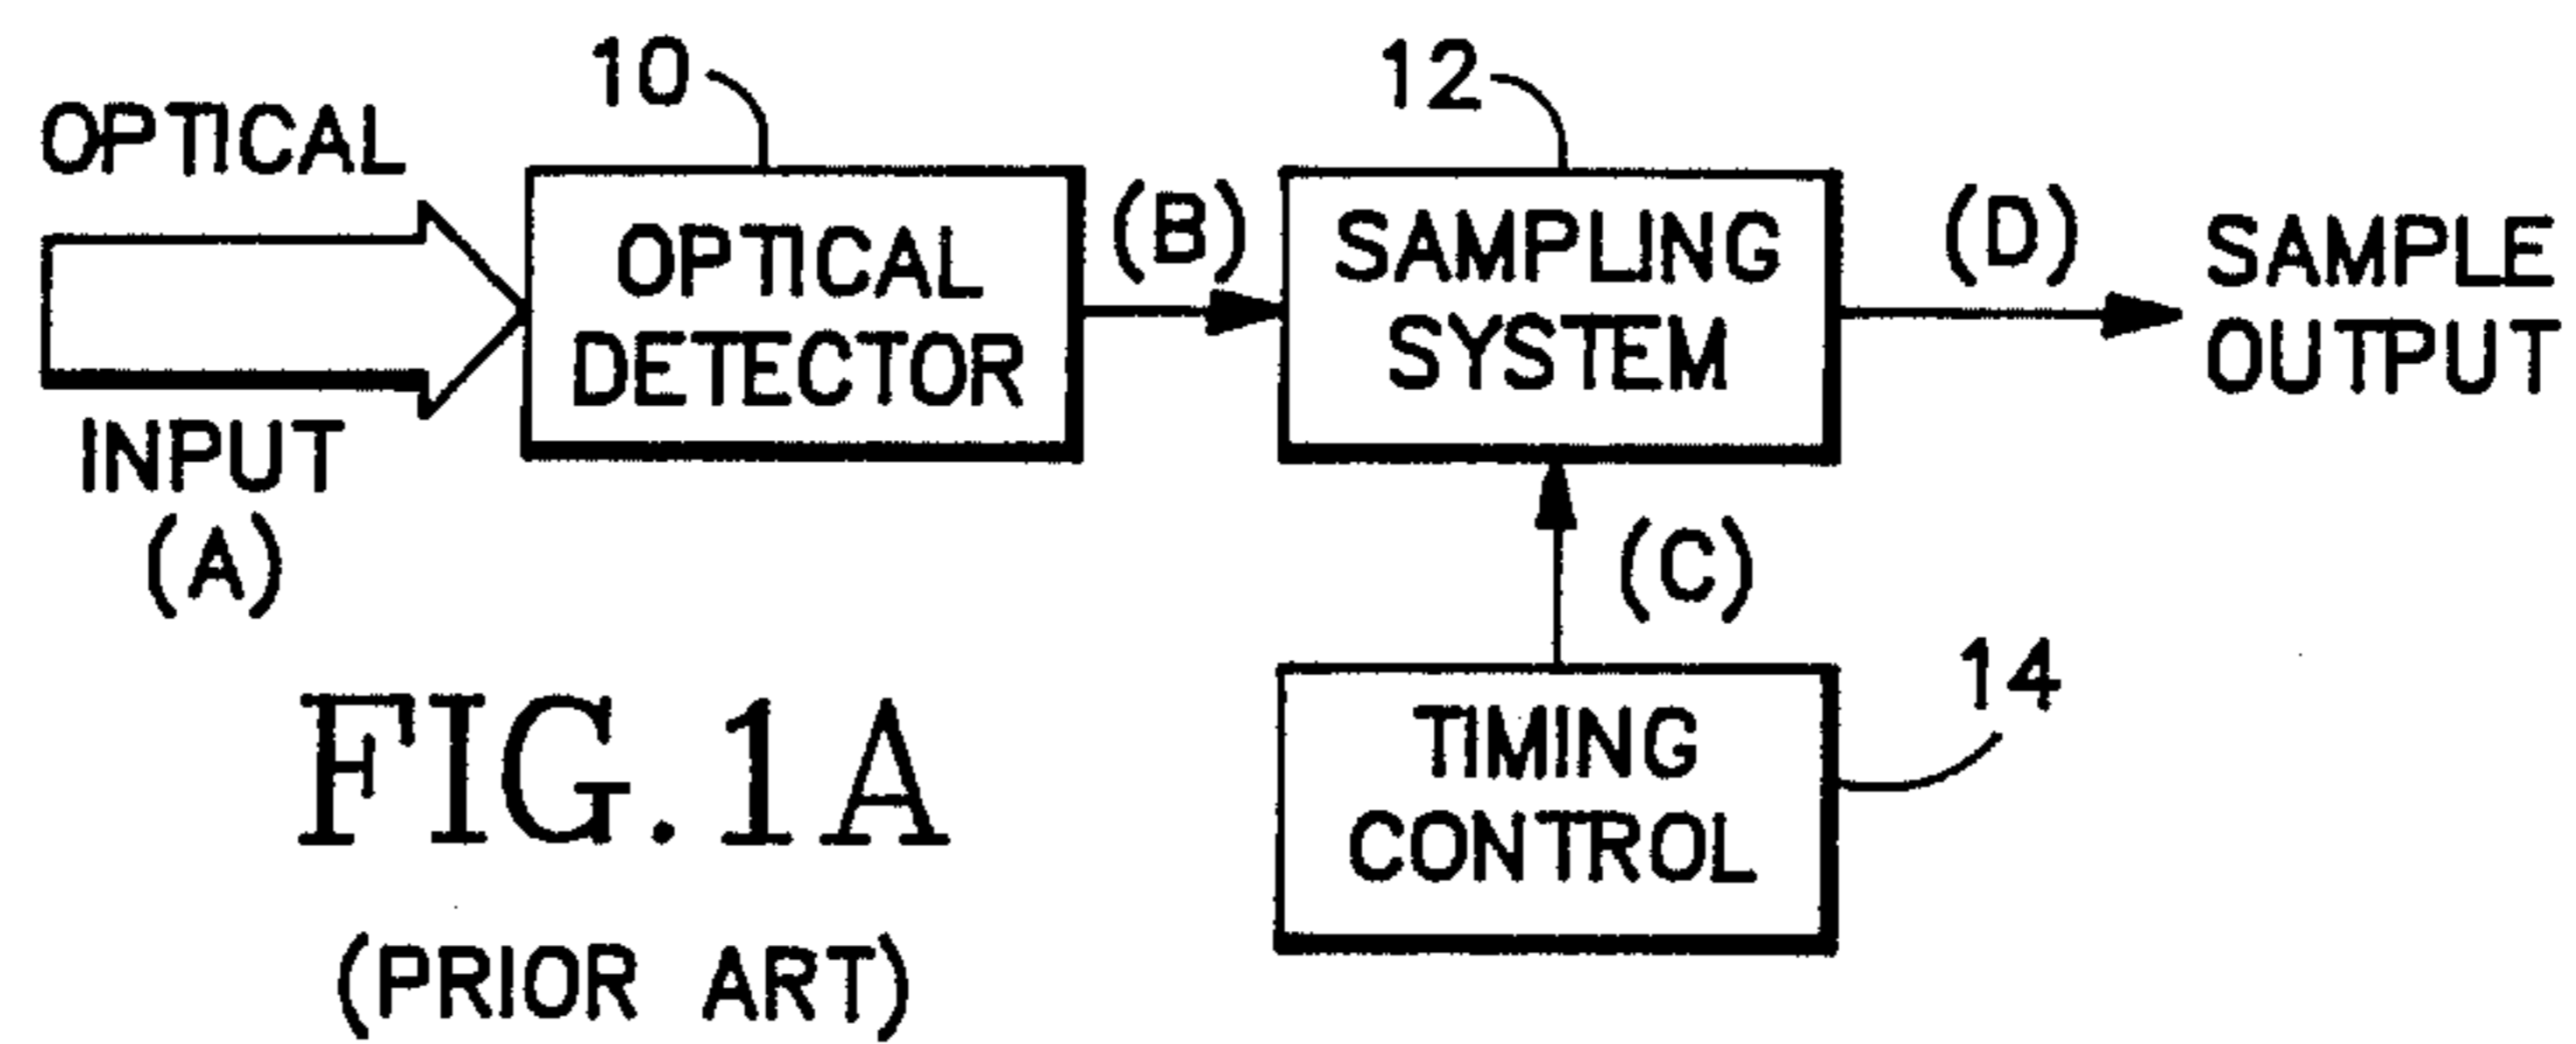 10
12
OPTICAL
INPUT
(A)
OPTICAL
DETECTOR
(B)
SAMPLING
SYSTEM
(D)
SAMPLE
OUTPUT
(C)
14
TIMING
CONTROL
FIG.1A
(PRIOR ART)